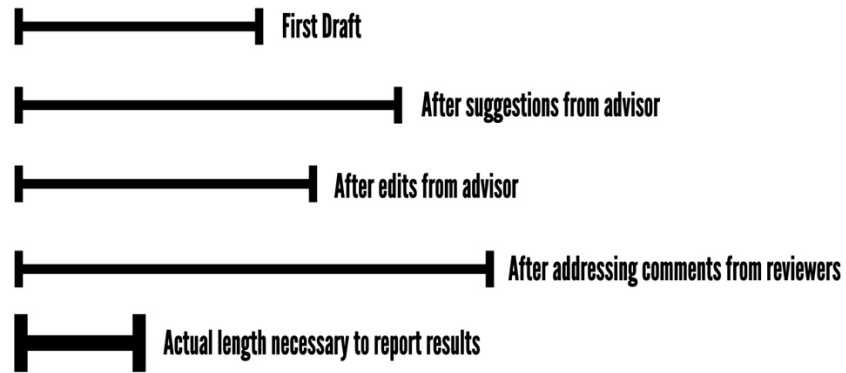 First Draft
After suggestions from advisor
After edits from advisor
After addressing comments from reviewers
Actual length necessary to report results